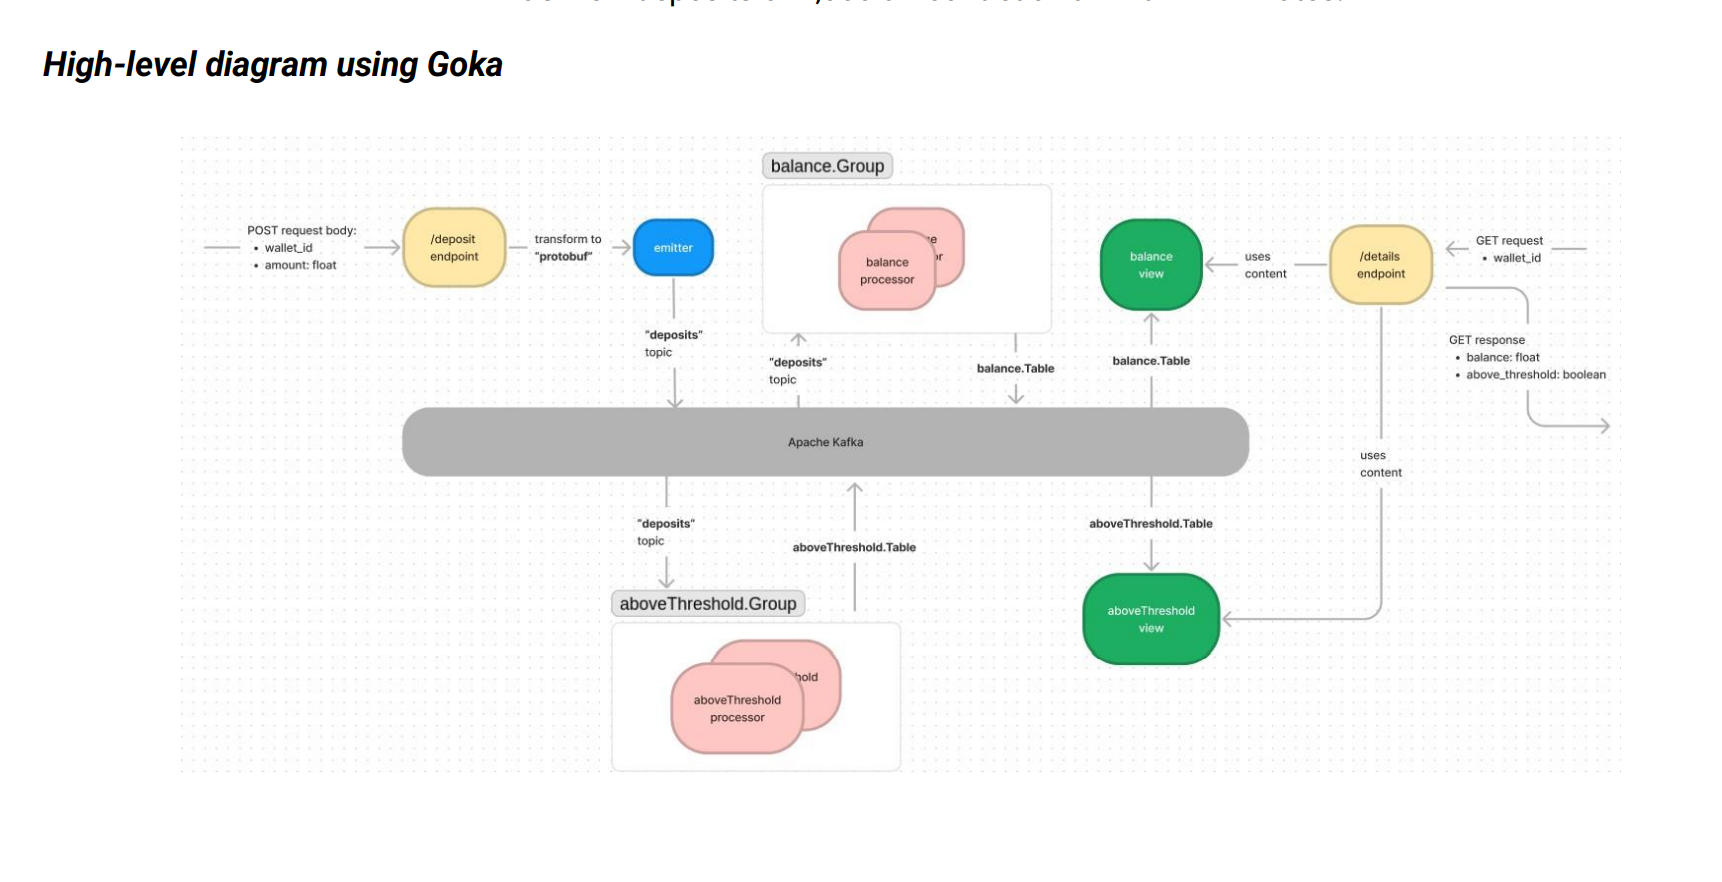 High-level diagram using Goka
balance.Group
POST request body:
• wallet_id
• amount: float
/deposit
endpoint
transform to
"protobuf"
emitter
balance
processor
balance
view
uses
content
/details
endpoint
GET request
• wallet_id
"deposits"
topic
"deposits"
topic
balance.Table
balance.Table
GET response
• balance: float
• above_threshold: boolean
Apache Kafka
uses
content
"deposits"
topic
aboveThreshold.Table
aboveThreshold.Table
aboveThreshold.Group
aboveThreshold
processor
aboveThreshold
view